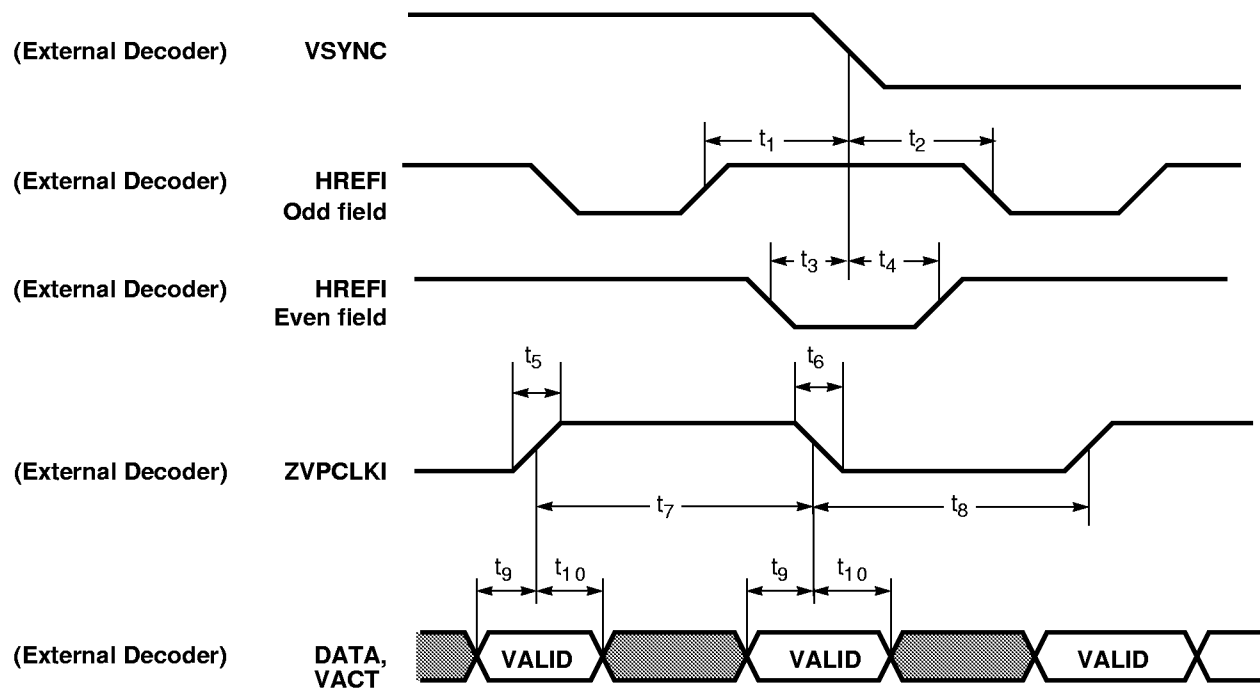 (External Decoder) VSYNC
t1 t2
(External Decoder) HREFI
Odd field
t3 t4
(External Decoder) HREFI
Even field
t5 t6
(External Decoder) ZVPCLKI
t7 t8
t9 t10 t9 t10
(External Decoder) DATA, VALID VALID VALID
VACT